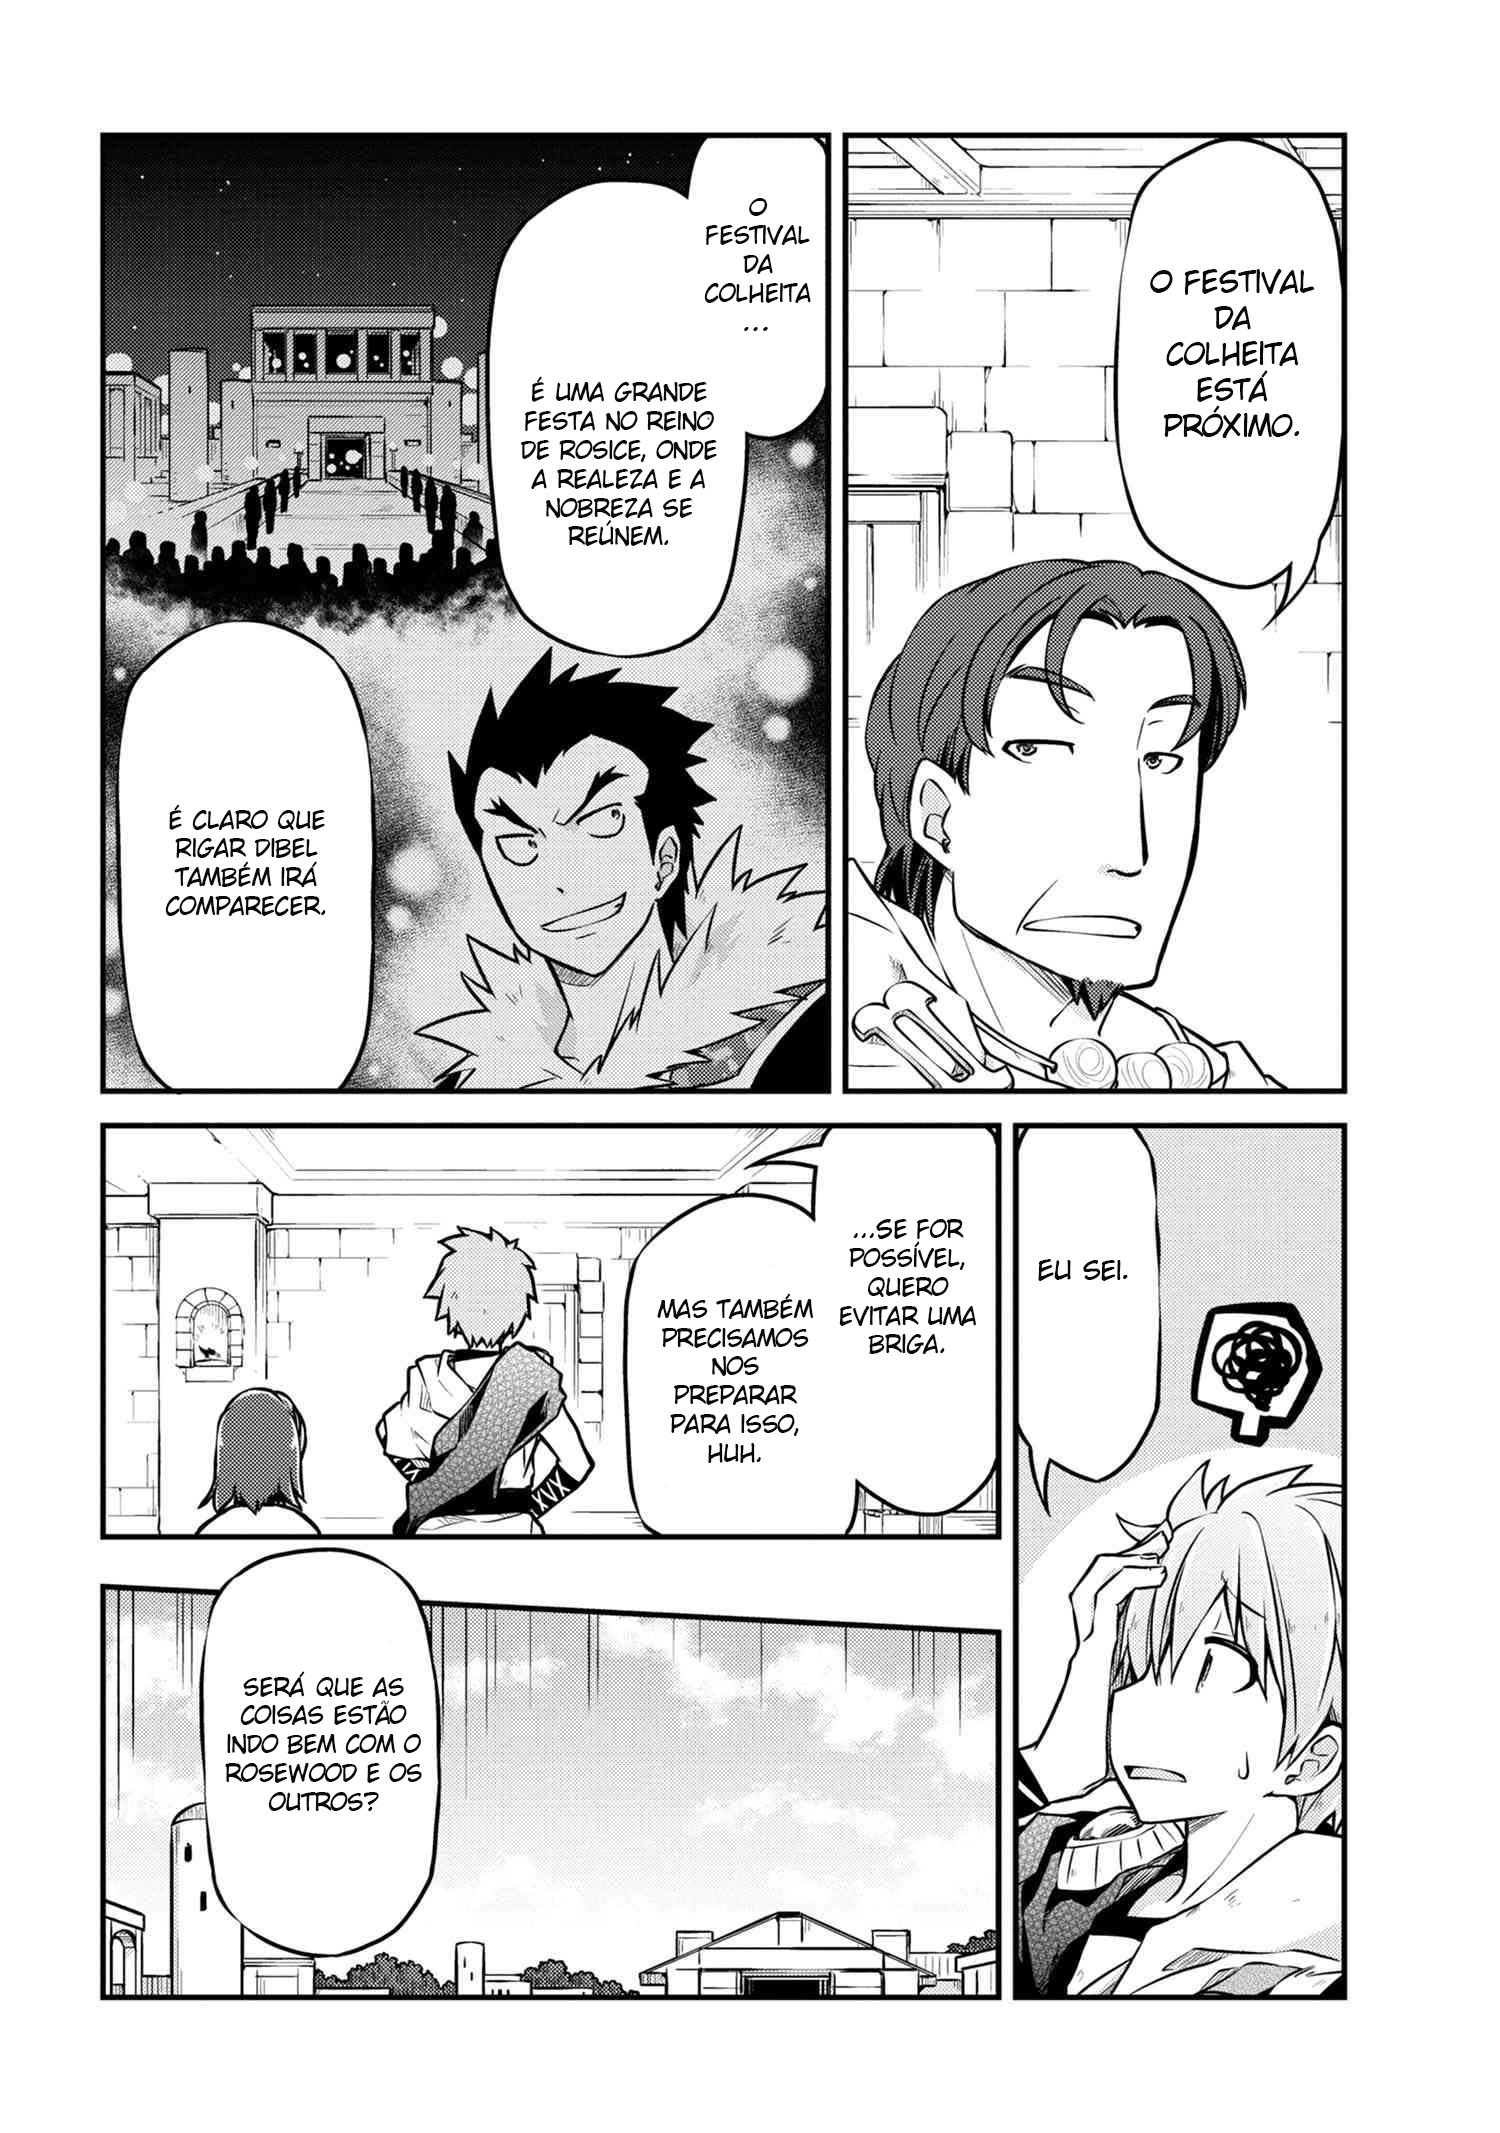 O FESTIVAL
DA
COLHEITA
ESTÁ
PRÓXIMO.
O
FESTIVAL
DA
COLHEITA
...
É UMA GRANDE
FESTA NO REINO
DE ROSICE, ONDE
A REALEZA E A
NOBREZA SE
REÚNEM.
É CLARO QUE
RIGAR DIBEL
TAMBÉM IRÁ
COMPARECER.
EU SEI.
...SE FOR
POSSÍVEL,
QUERO
EVITAR UMA
BRIGA.
MAS TAMBÉM
PRECISAMOS
NOS
PREPARAR
PARA ISSO,
HUH.
SERÁ QUE AS
COISAS ESTÃO
INDO BEM COM O
ROSEWOOD E OS
OUTROS?